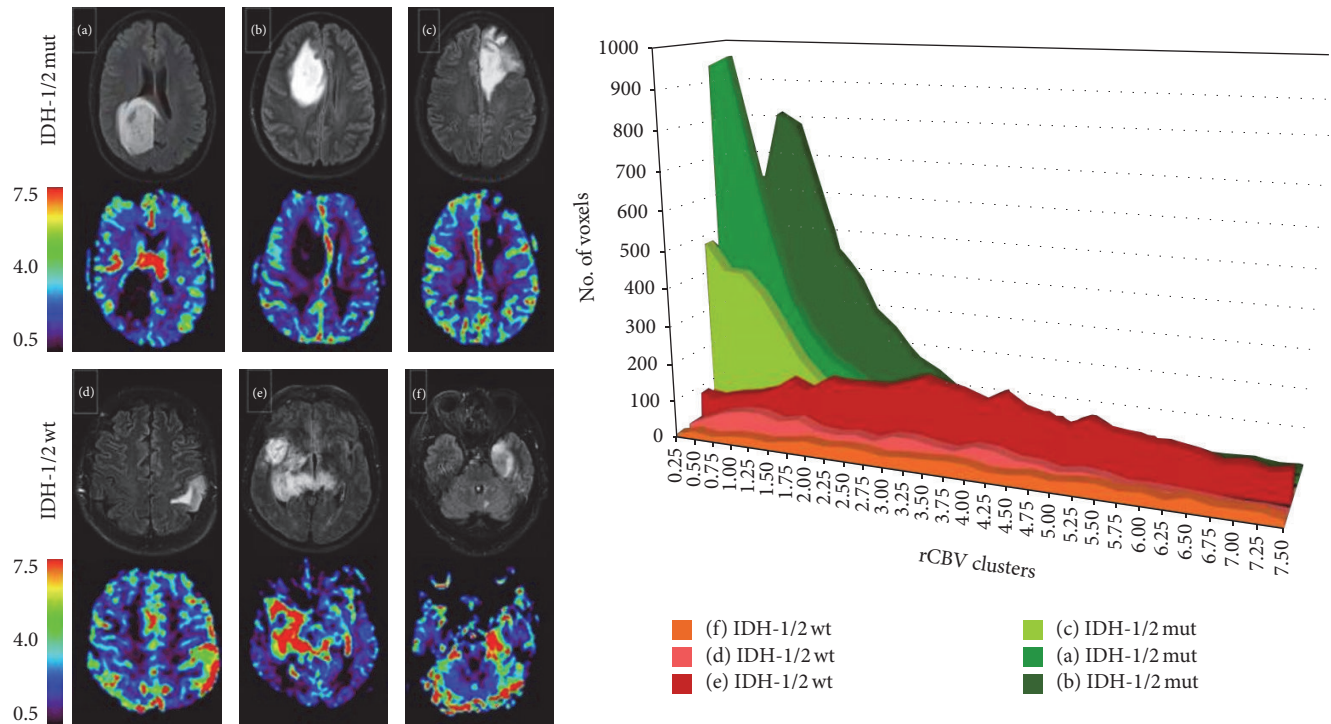 (a)
(b)
(c)
IDH-1/2 mut
7.5
4.0
0.5
(d)
(e)
(f)
IDH-1/2 wt
7.5
4.0
0.5
1000
900
800
700
600
500
400
300
200
100
0
No. of voxels
0.25
0.50
0.75
1.00
1.25
1.50
1.75
2.00
2.25
2.50
2.75
3.00
3.25
3.50
3.75
4.00
4.25
4.50
4.75
5.00
5.25
5.50
5.75
6.00
6.25
6.50
6.75
7.00
7.25
7.50
rCBV clusters
(f) IDH-1/2 wt
(d) IDH-1/2 wt
(e) IDH-1/2 wt
(c) IDH-1/2 mut
(a) IDH-1/2 mut
(b) IDH-1/2 mut